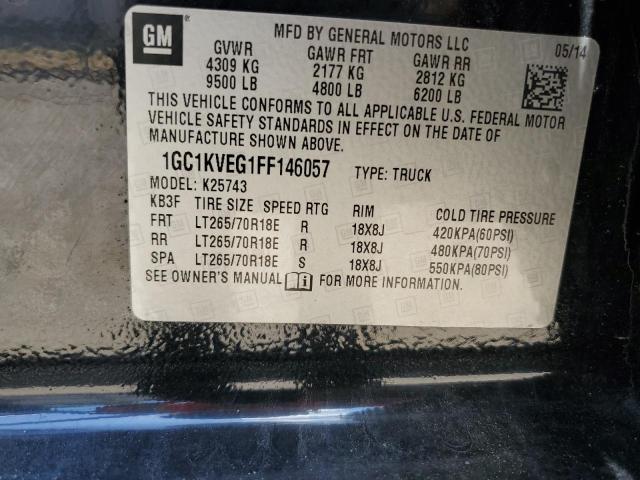 GM
MFD BY GENERAL MOTORS LLC
05/14
GVWR GAWR FRT GAWR RR
4309 KG 2177 KG 2812 KG
9500 LB 4800 LB 6200 LB
THIS VEHICLE CONFORMS TO ALL APPLICABLE U.S. FEDERAL MOTOR
VEHICLE SAFETY STANDARDS IN EFFECT ON THE DATE OF
MANUFACTURE SHOWN ABOVE.
1GC1KVEG1FF146057 TYPE: TRUCK
MODEL: K25743
KB3F TIRE SIZE SPEED RTG RIM COLD TIRE PRESSURE
FRT LT265/70R18E R 18X8J 420KPA(60PSI)
RR LT265/70R18E R 18X8J 480KPA(70PSI)
SPA LT265/70R18E S 18X8J 550KPA(80PSI)
SEE OWNER'S MANUAL i FOR MORE INFORMATION.